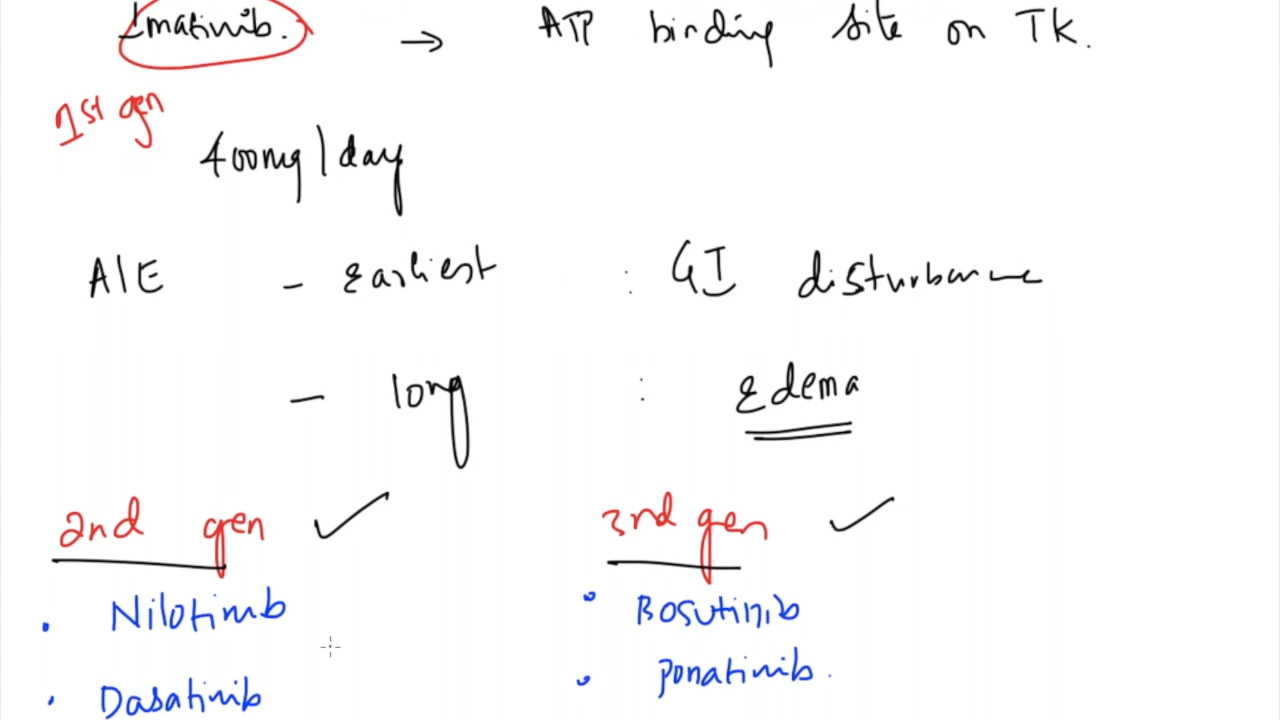 Imatinib. → ATP binding site on TK.
1st gen
400mg/day
A/E - Earliest : GI disturbance
- long : Edema
2nd gen ✓ 3rd gen ✓
• Nilotinib • Bosutinib
• Dasatinib • Ponatinib.